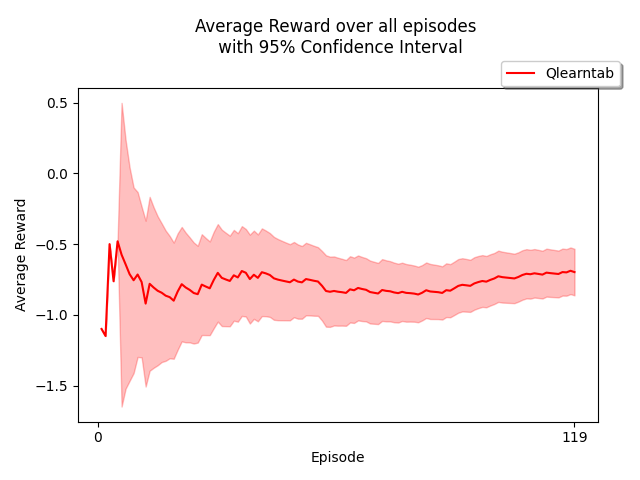 Average Reward over all episodes
with 95% Confidence Interval
Qlearntab
0.5
0.0
−0.5
−1.0
−1.5
Average Reward
0
119
Episode